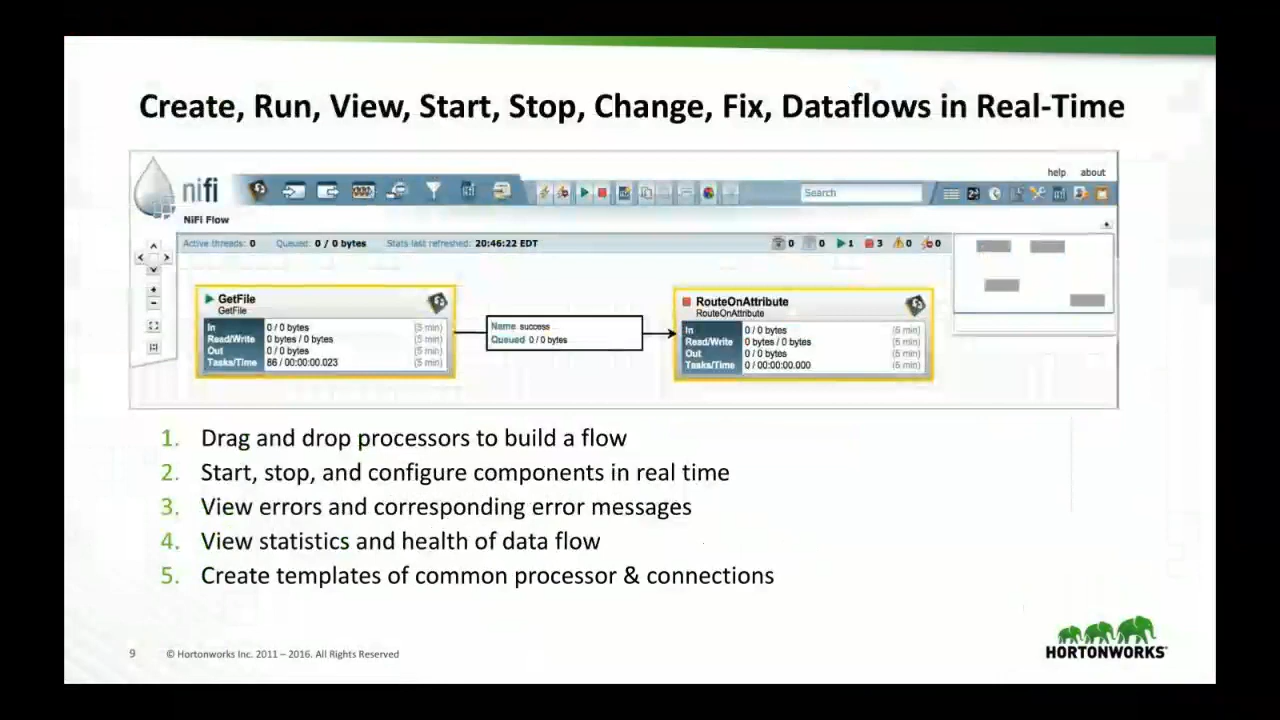 Create, Run, View, Start, Stop, Change, Fix, Dataflows in Real-Time
help about
nifi
Search
NiFi Flow
Active threads: 0 Queued: 0 / 0 bytes Stats last refreshed: 20:46:22 EDT
0 0 1 3 0 0
GetFile
GetFile
In 0 / 0 bytes (5 min)
Read/Write 0 bytes / 0 bytes (5 min)
Out 0 / 0 bytes (5 min)
Tasks/Time 86 / 00:00:00.023 (5 min)
Name success
Queued 0 / 0 bytes
RouteOnAttribute
RouteOnAttribute
In 0 / 0 bytes (5 min)
Read/Write 0 bytes / 0 bytes (5 min)
Out 0 / 0 bytes (5 min)
Tasks/Time 0 / 00:00:00.000 (5 min)
1. Drag and drop processors to build a flow
2. Start, stop, and configure components in real time
3. View errors and corresponding error messages
4. View statistics and health of data flow
5. Create templates of common processor & connections
9 © Hortonworks Inc. 2011 – 2016. All Rights Reserved
HORTONWORKS